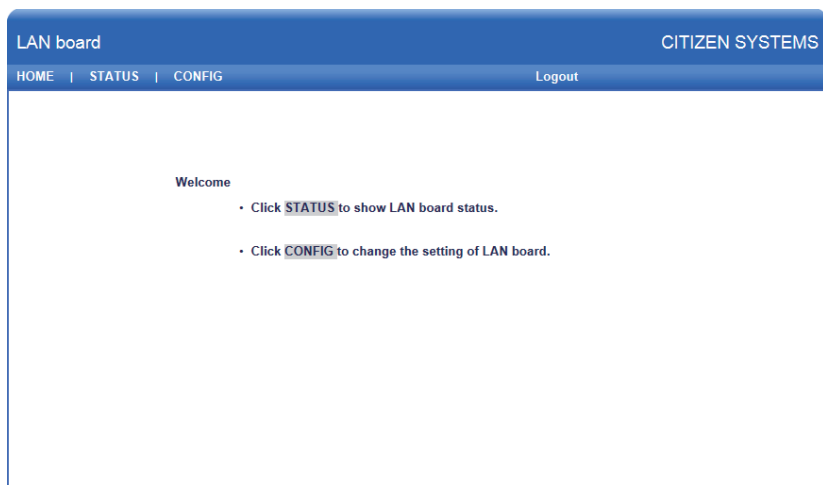 LAN board
CITIZEN SYSTEMS
HOME | STATUS | CONFIG
Logout
Welcome
• Click STATUS to show LAN board status.
• Click CONFIG to change the setting of LAN board.